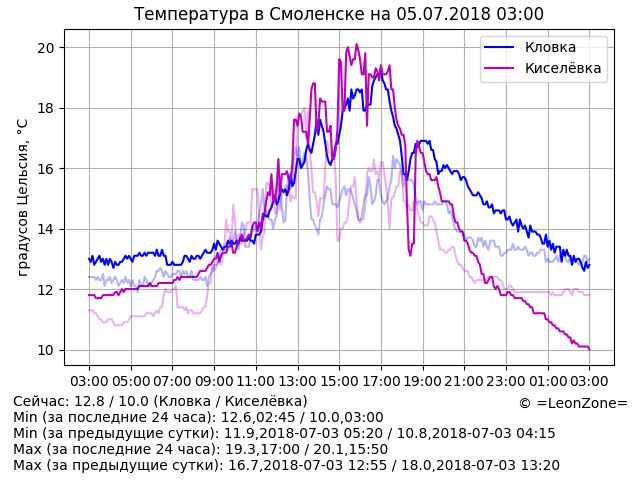 Температура в Смоленске на 05.07.2018 03:00
Кловка
Киселёвка
градусов Цельсия, °C
20
18
16
14
12
10
03:00 05:00 07:00 09:00 11:00 13:00 15:00 17:00 19:00 21:00 23:00 01:00 03:00
Сейчас: 12.8 / 10.0 (Кловка / Киселёвка)
© =LeonZone=
Min (за последние 24 часа): 12.6,02:45 / 10.0,03:00
Min (за предыдущие сутки): 11.9,2018-07-03 05:20 / 10.8,2018-07-03 04:15
Max (за последние 24 часа): 19.3,17:00 / 20.1,15:50
Max (за предыдущие сутки): 16.7,2018-07-03 12:55 / 18.0,2018-07-03 13:20